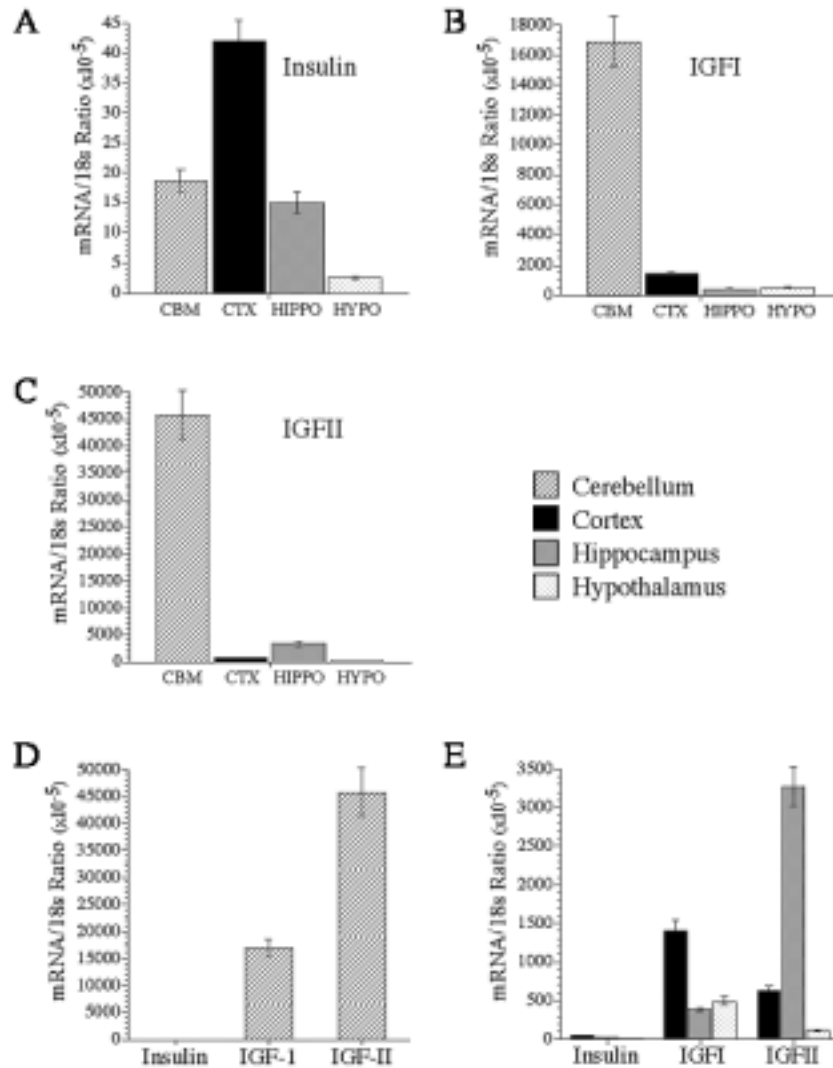 A
mRNA/18s Ratio (x10-5)
45
40
35
30
25
20
15
10
5
0
Insulin
CBM CTX HIPPO HYPO
B
mRNA/18s Ratio (x10-5)
18000
16000
14000
12000
10000
8000
6000
4000
2000
0
IGFI
CBM CTX HIPPO HYPO
C
mRNA/18s Ratio (x10-5)
50000
45000
40000
35000
30000
25000
20000
15000
10000
5000
0
IGFII
CBM CTX HIPPO HYPO
Cerebellum
Cortex
Hippocampus
Hypothalamus
D
mRNA/18s Ratio (x10-5)
50000
45000
40000
35000
30000
25000
20000
15000
10000
5000
0
Insulin IGF-1 IGF-II
E
mRNA/18s Ratio (x10-5)
3500
3000
2500
2000
1500
1000
500
0
Insulin IGFI IGFII